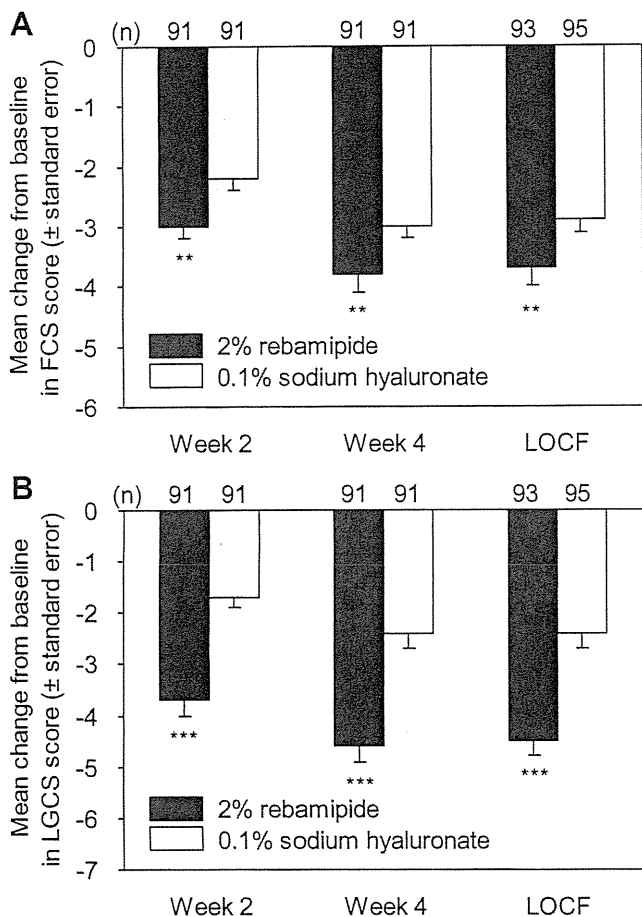 A
(n) 91 91 91 91 93 95
0
-1
-2
-3
-4
-5
-6
Mean change from baseline
in FCS score (± standard error)
** ** **
2% rebamipide
0.1% sodium hyaluronate
Week 2 Week 4 LOCF
B
(n) 91 91 91 91 93 95
0
-1
-2
-3
-4
-5
-6
-7
Mean change from baseline
in LGCS score (± standard error)
*** *** ***
2% rebamipide
0.1% sodium hyaluronate
Week 2 Week 4 LOCF